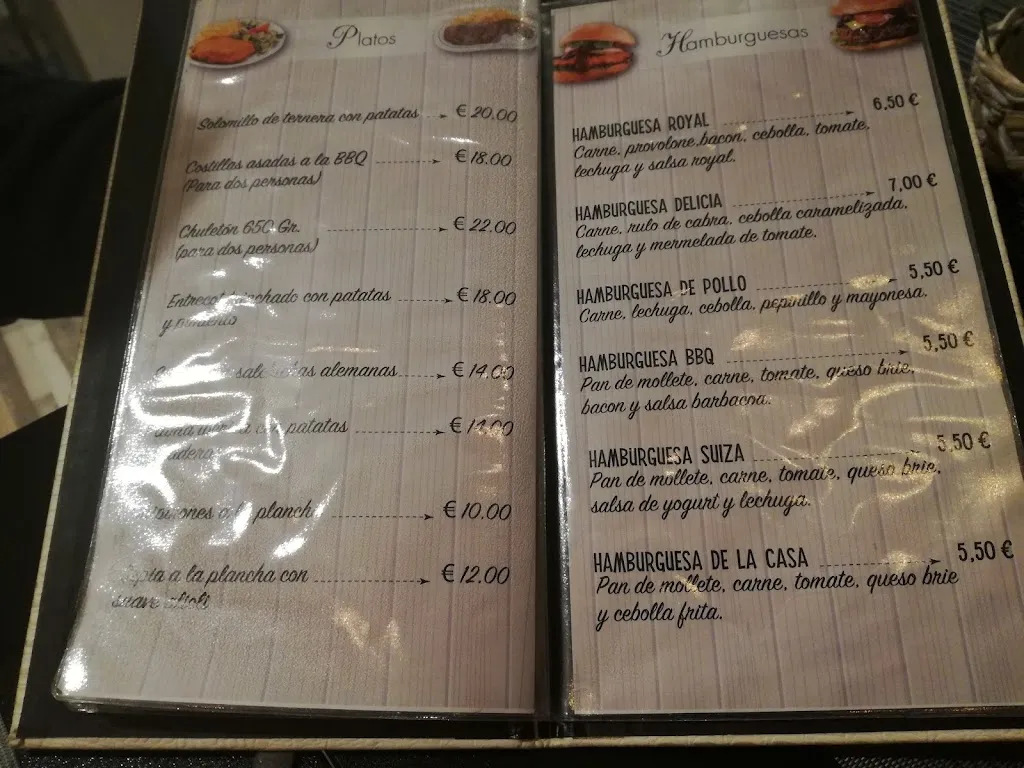 Platos
Solomillo de ternera con patatas € 20.00
Costillas asadas a la BBQ € 18.00
(Para dos personas)
Chuletón 650 Gr. € 22.00
(para dos personas)
con patatas € 18.00
y pimiento
alemanas € 14.00
patatas €
a la plancha € 10.00
a la plancha con € 12.00
suave alioli
Hamburguesas
HAMBURGUESA ROYAL 6,50 €
Carne, provolone, bacon, cebolla, tomate,
lechuga y salsa royal.
HAMBURGUESA DELICIA 7,00 €
Carne, rulo de cabra, cebolla caramelizada,
lechuga y mermelada de tomate.
HAMBURGUESA DE POLLO 5,50 €
Carne, lechuga, cebolla, pepinillo y mayonesa.
HAMBURGUESA BBQ 5,50 €
Pan de mollete, carne, tomate, queso brie,
bacon y salsa barbacoa.
HAMBURGUESA SUIZA 5,50 €
Pan de mollete, carne, tomate, queso brie,
salsa de yogurt y lechuga.
HAMBURGUESA DE LA CASA 5,50 €
Pan de mollete, carne, tomate, queso brie
y cebolla frita.